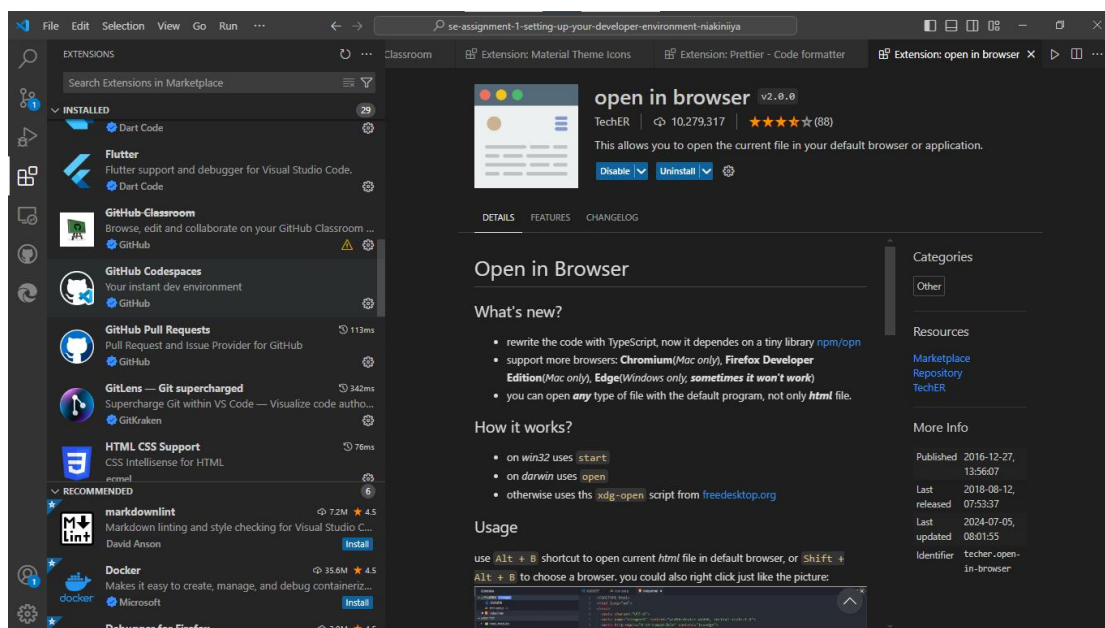 File Edit Selection View Go Run ···
se-assignment-1-setting-up-your-developer-environment-niakiniiya
EXTENSIONS
Classroom
Extension: Material Theme Icons
Extension: Prettier - Code formatter
Extension: open in browser
Search Extensions in Marketplace
INSTALLED 29
Dart Code
Flutter
Flutter support and debugger for Visual Studio Code.
Dart Code
GitHub Classroom
Browse, edit and collaborate on your GitHub Classroom ...
GitHub
GitHub Codespaces
Your instant dev environment
GitHub
GitHub Pull Requests 113ms
Pull Request and Issue Provider for GitHub
GitHub
GitLens — Git supercharged 342ms
Supercharge Git within VS Code — Visualize code autho...
GitKraken
HTML CSS Support 76ms
CSS Intellisense for HTML
ecmel
RECOMMENDED 6
markdownlint 7.2M 4.5
Markdown linting and style checking for Visual Studio C...
David Anson Install
Docker 35.6M 4.5
Makes it easy to create, manage, and debug containeriz...
Microsoft Install
Debugger for Firefox
M Lint
docker
1
1
open in browser v2.0.0
TechER 10,279,317 (88)
This allows you to open the current file in your default browser or application.
Disable Uninstall
DETAILS FEATURES CHANGELOG
Open in Browser
What's new?
rewrite the code with TypeScript, now it dependes on a tiny library npm/opn
support more browsers: Chromium(Mac only), Firefox Developer
Edition(Mac only), Edge(Windows only, sometimes it won't work)
you can open any type of file with the default program, not only html file.
How it works?
on win32 uses start
on darwin uses open
otherwise uses ths xdg-open script from freedesktop.org
Usage
use Alt + B shortcut to open current html file in default browser, or Shift +
Alt + B to choose a browser. you could also right click just like the picture:
Categories
Other
Resources
Marketplace
Repository
TechER
More Info
Published 2016-12-27,
13:56:07
Last 2018-08-12,
released 07:53:37
Last 2024-07-05,
updated 08:01:55
Identifier techer.open-
in-browser